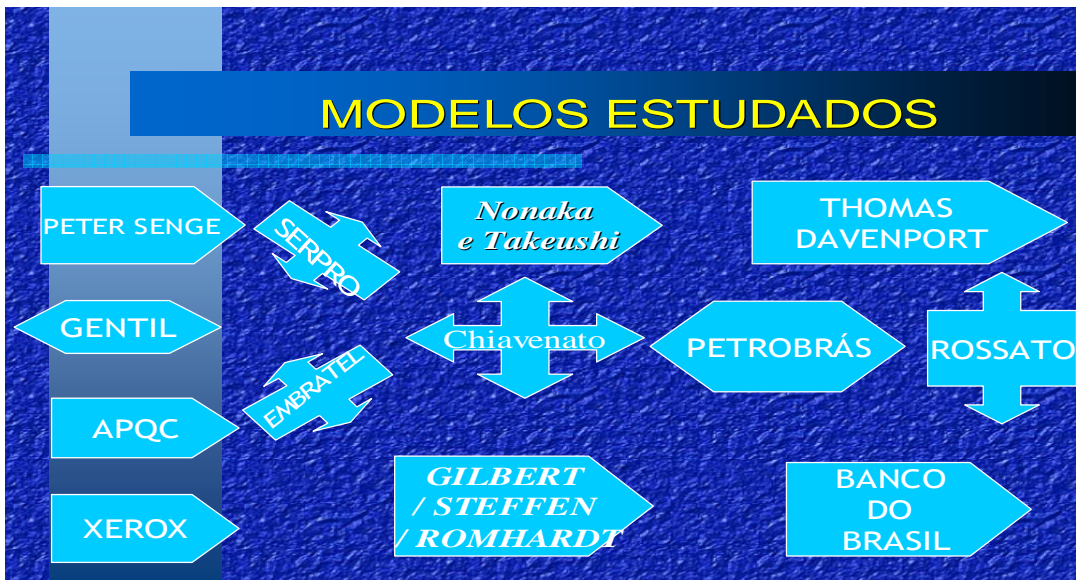 MODELOS ESTUDADOS
PETER SENGE
SERPRO
Nonaka
e Takeushi
THOMAS
DAVENPORT
GENTIL
Chiavenato
PETROBRÁS
ROSSATO
EMBRATEL
APQC
GILBERT
/ STEFFEN
/ ROMHARDT
BANCO
DO
BRASIL
XEROX